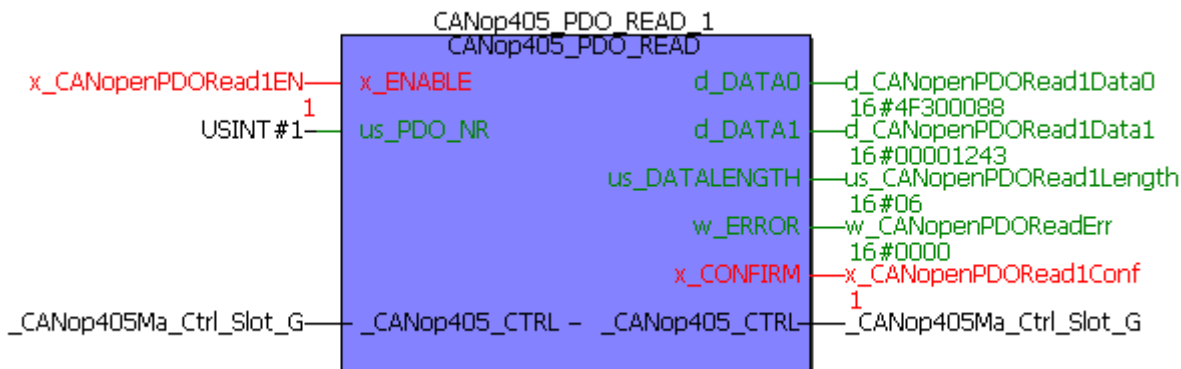 CANop405_PDO_READ_1
CANop405_PDO_READ
x_CANopenPDORead1EN x_ENABLE d_DATA0 d_CANopenPDORead1Data0
1 16#4F300088
USINT#1 us_PDO_NR d_DATA1 d_CANopenPDORead1Data1
16#00001243
us_DATALENGTH us_CANopenPDORead1Length
16#06
w_ERROR w_CANopenPDOReadErr
16#0000
x_CONFIRM x_CANopenPDORead1Conf
1
_CANop405Ma_Ctrl_Slot_G _CANop405_CTRL – _CANop405_CTRL _CANop405Ma_Ctrl_Slot_G